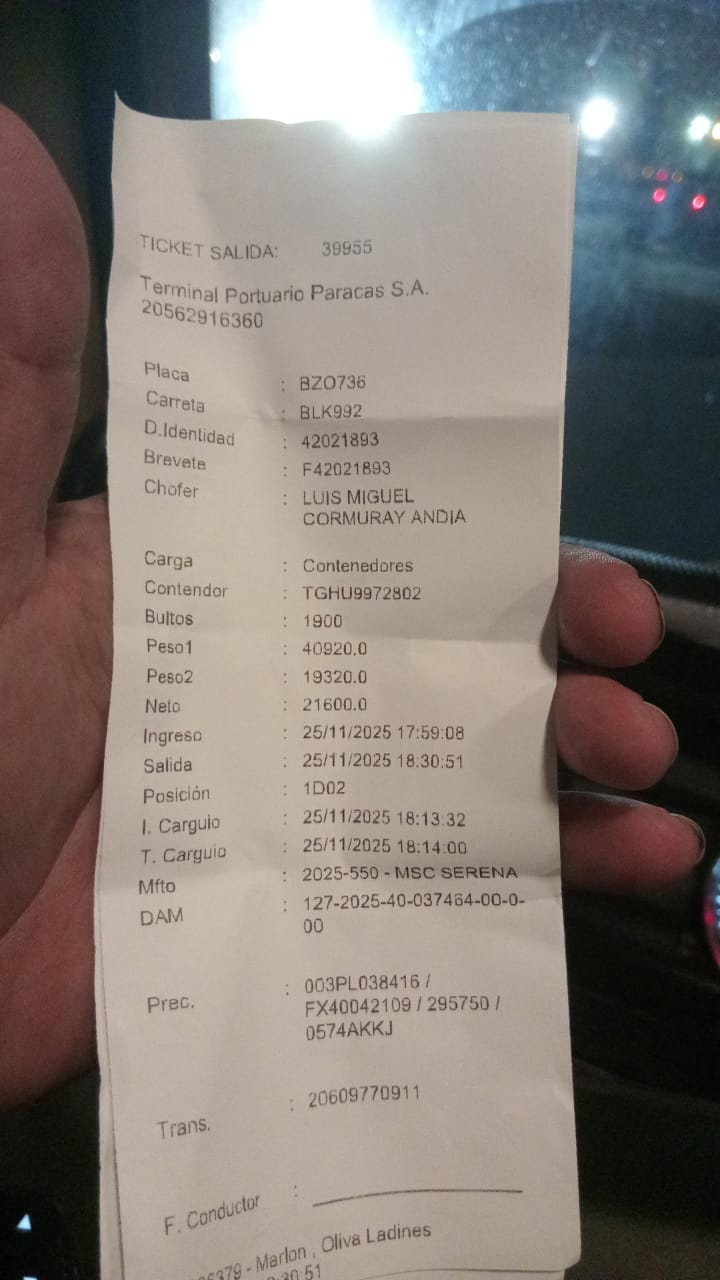 TICKET SALIDA: 39955
Terminal Portuario Paracas S.A.
20562916360
Placa : BZO736
Carreta : BLK992
D.Identidad : 42021893
Brevete : F42021893
Chofer : LUIS MIGUEL
CORMURAY ANDIA
Carga : Contenedores
Contendor : TGHU9972802
Bultos : 1900
Peso1 : 40920.0
Peso2 : 19320.0
Neto : 21600.0
Ingreso : 25/11/2025 17:59:08
Salida : 25/11/2025 18:30:51
Posición : 1D02
I. Carguio : 25/11/2025 18:13:32
T. Carguio : 25/11/2025 18:14:00
Mfto : 2025-550 - MSC SERENA
DAM : 127-2025-40-037464-00-0-
00
Prec. : 003PL038416 /
FX40042109 / 295750 /
0574AKKJ
Trans. : 20609770911
F. Conductor :
- Marlon , Oliva Ladines